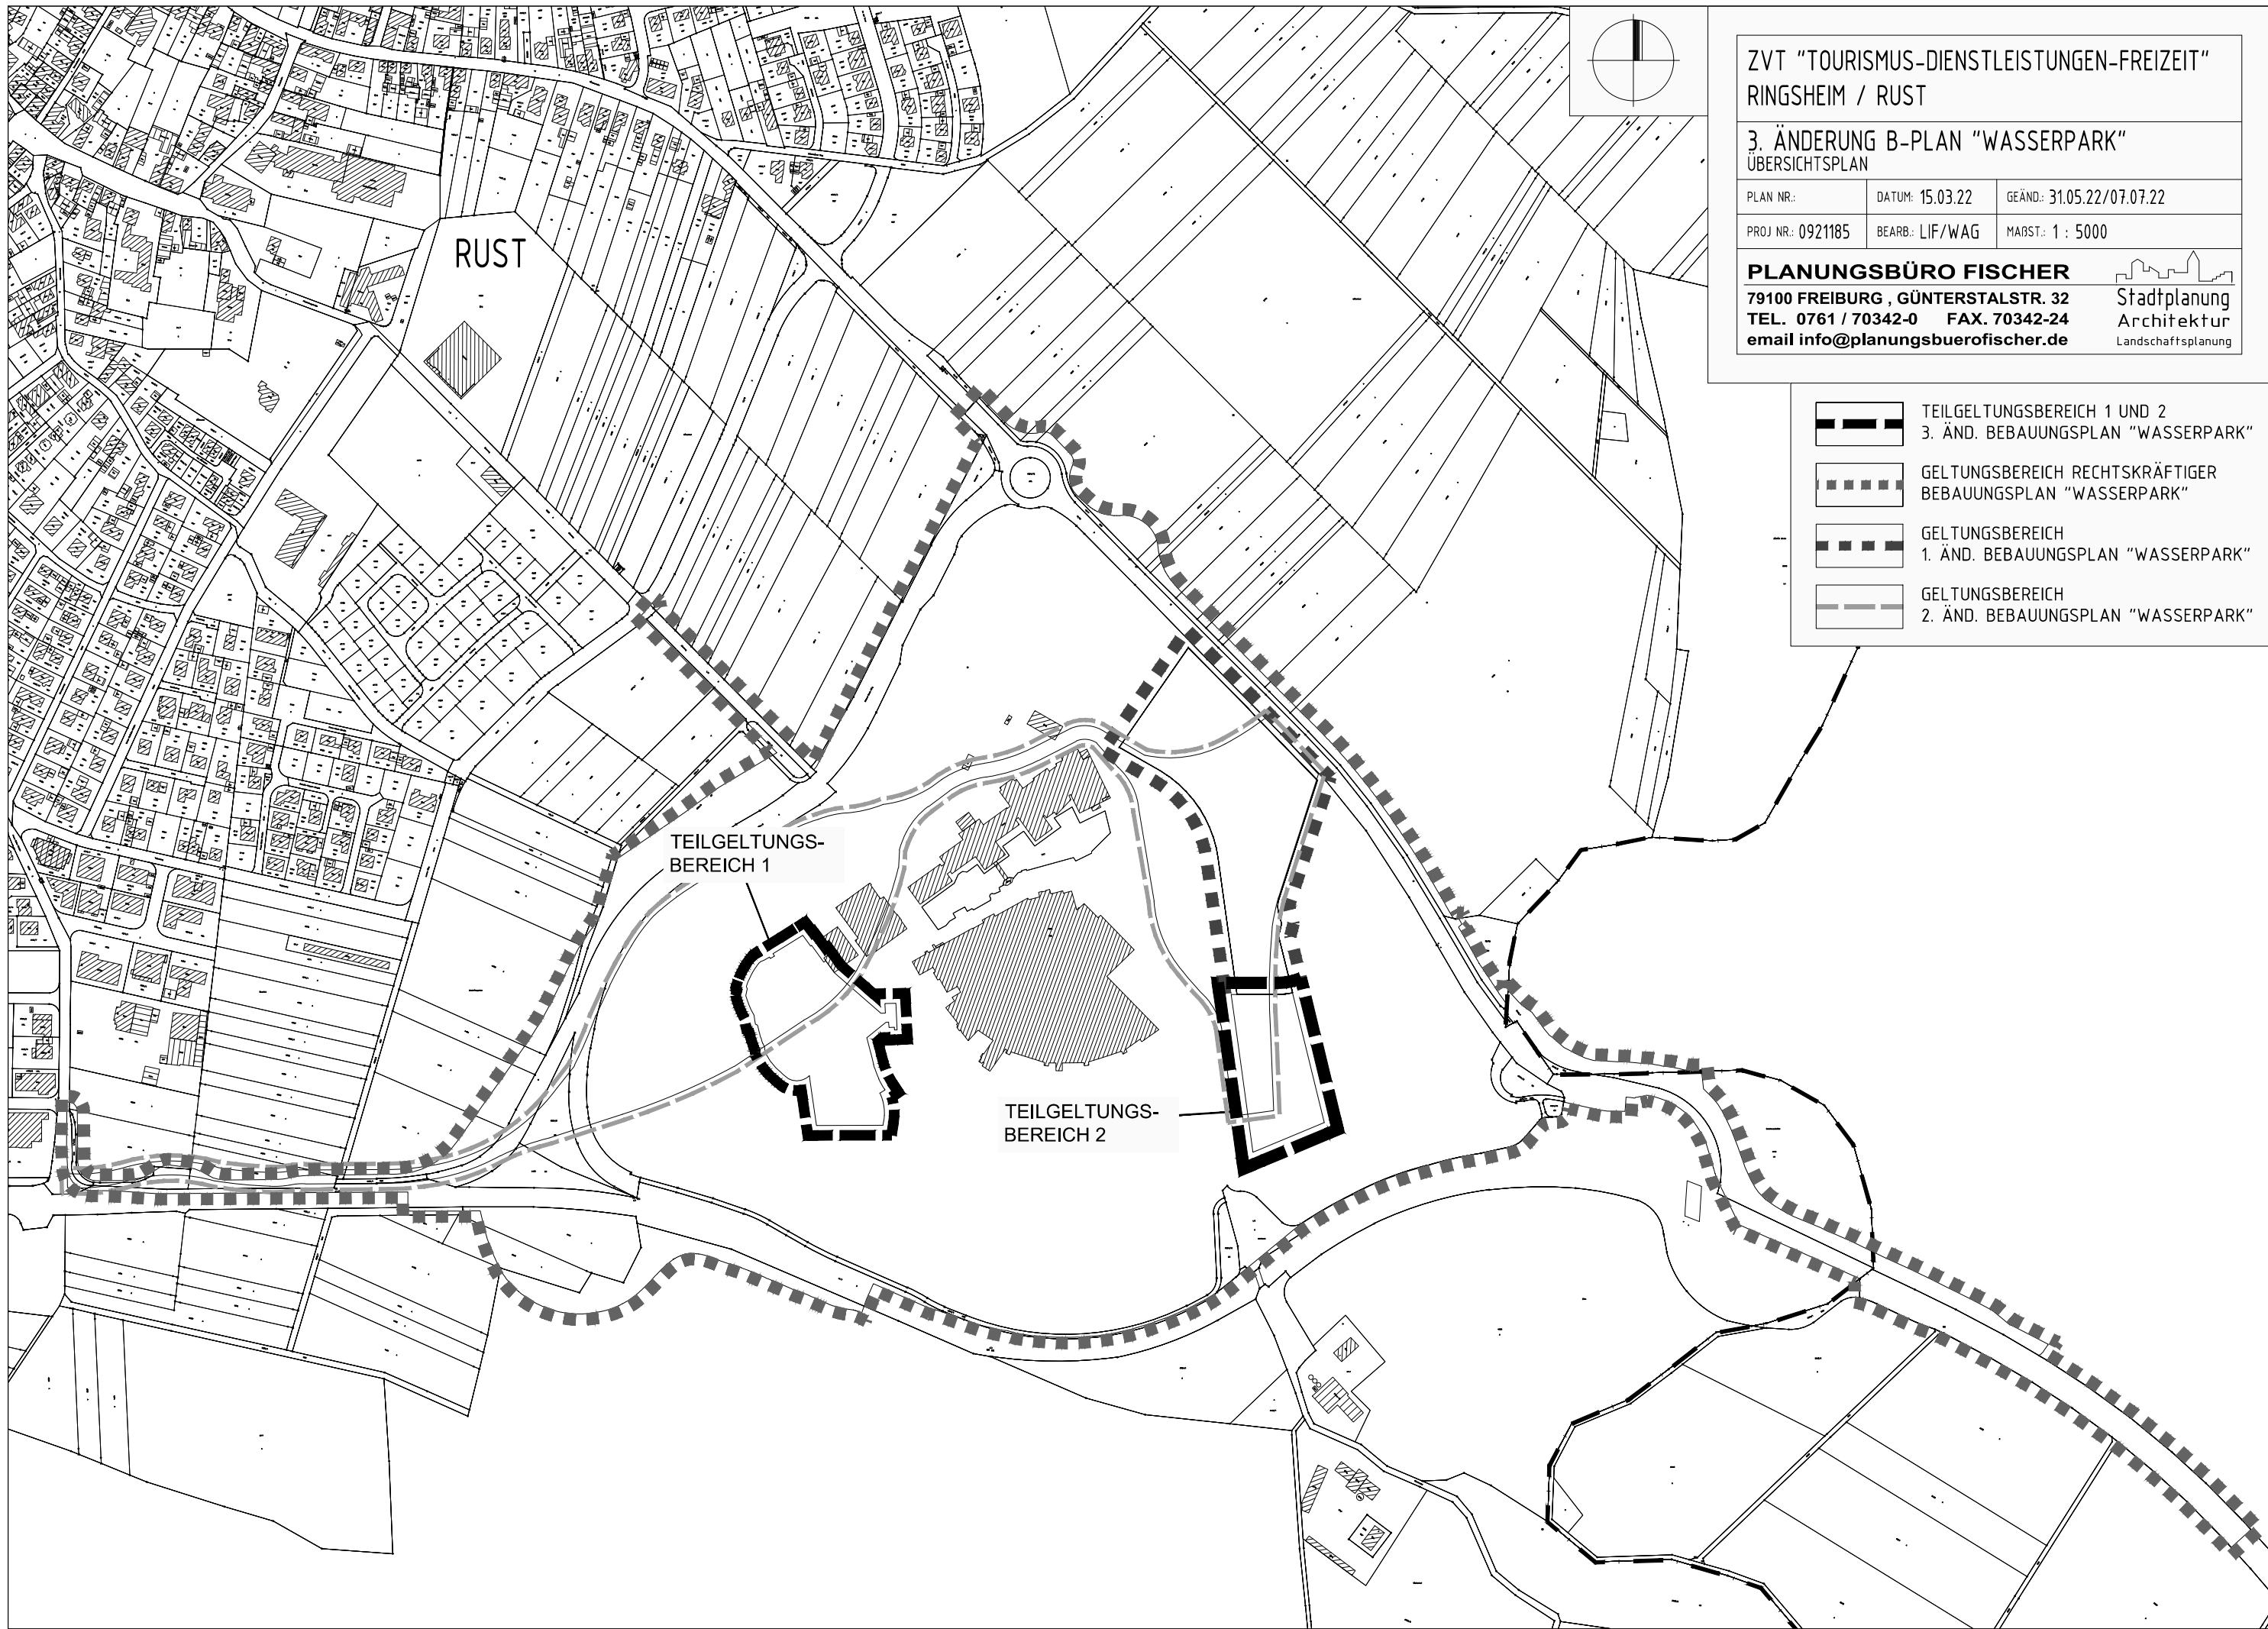 ZVT "TOURISMUS-DIENSTLEISTUNGEN-FREIZEIT"
RINGSHEIM / RUST
3. ÄNDERUNG B-PLAN "WASSERPARK"
ÜBERSICHTSPLAN
PLAN NR.: DATUM: 15.03.22 GEÄND.: 31.05.22/07.07.22
PROJ NR.: 0921185 BEARB.: LIF/WAG MAßST.: 1 : 5000
PLANUNGSBÜRO FISCHER
79100 FREIBURG , GÜNTERSTALSTR. 32
TEL. 0761 / 70342-0 FAX. 70342-24
email info@planungsbuerofischer.de
Stadtplanung
Architektur
Landschaftsplanung
TEILGELTUNGSBEREICH 1 UND 2
3. ÄND. BEBAUUNGSPLAN "WASSERPARK"
GELTUNGSBEREICH RECHTSKRÄFTIGER
BEBAUUNGSPLAN "WASSERPARK"
GELTUNGSBEREICH
1. ÄND. BEBAUUNGSPLAN "WASSERPARK"
GELTUNGSBEREICH
2. ÄND. BEBAUUNGSPLAN "WASSERPARK"
RUST
TEILGELTUNGS-
BEREICH 1
TEILGELTUNGS-
BEREICH 2